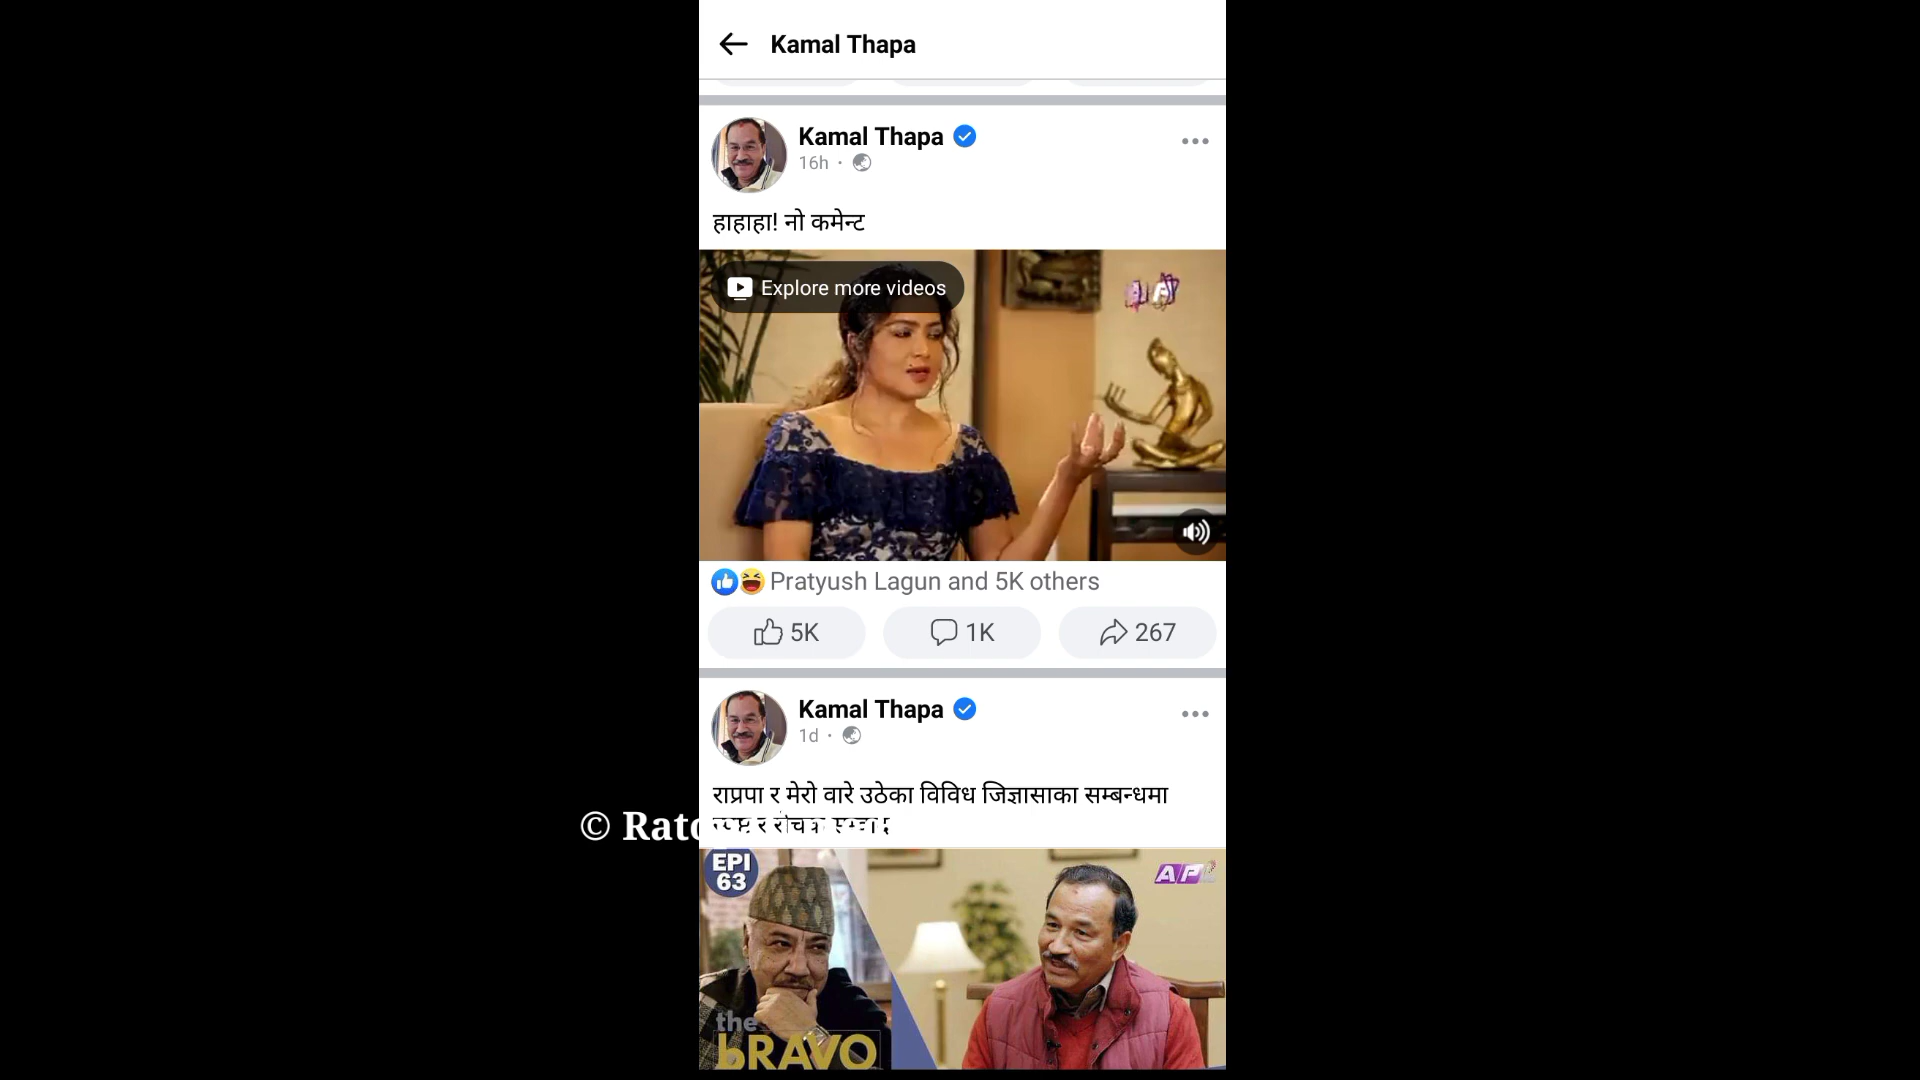 Kamal Thapa
Kamal Thapa
16h ·
हाहाहा! नो कमेन्ट
Explore more videos
Pratyush Lagun and 5K others
5K
1K
267
Kamal Thapa
1d ·
राप्रपा र मेरो वारे उठेका विविध जिज्ञासाका सम्बन्धमा
©
EPI
63
the
bRAVO